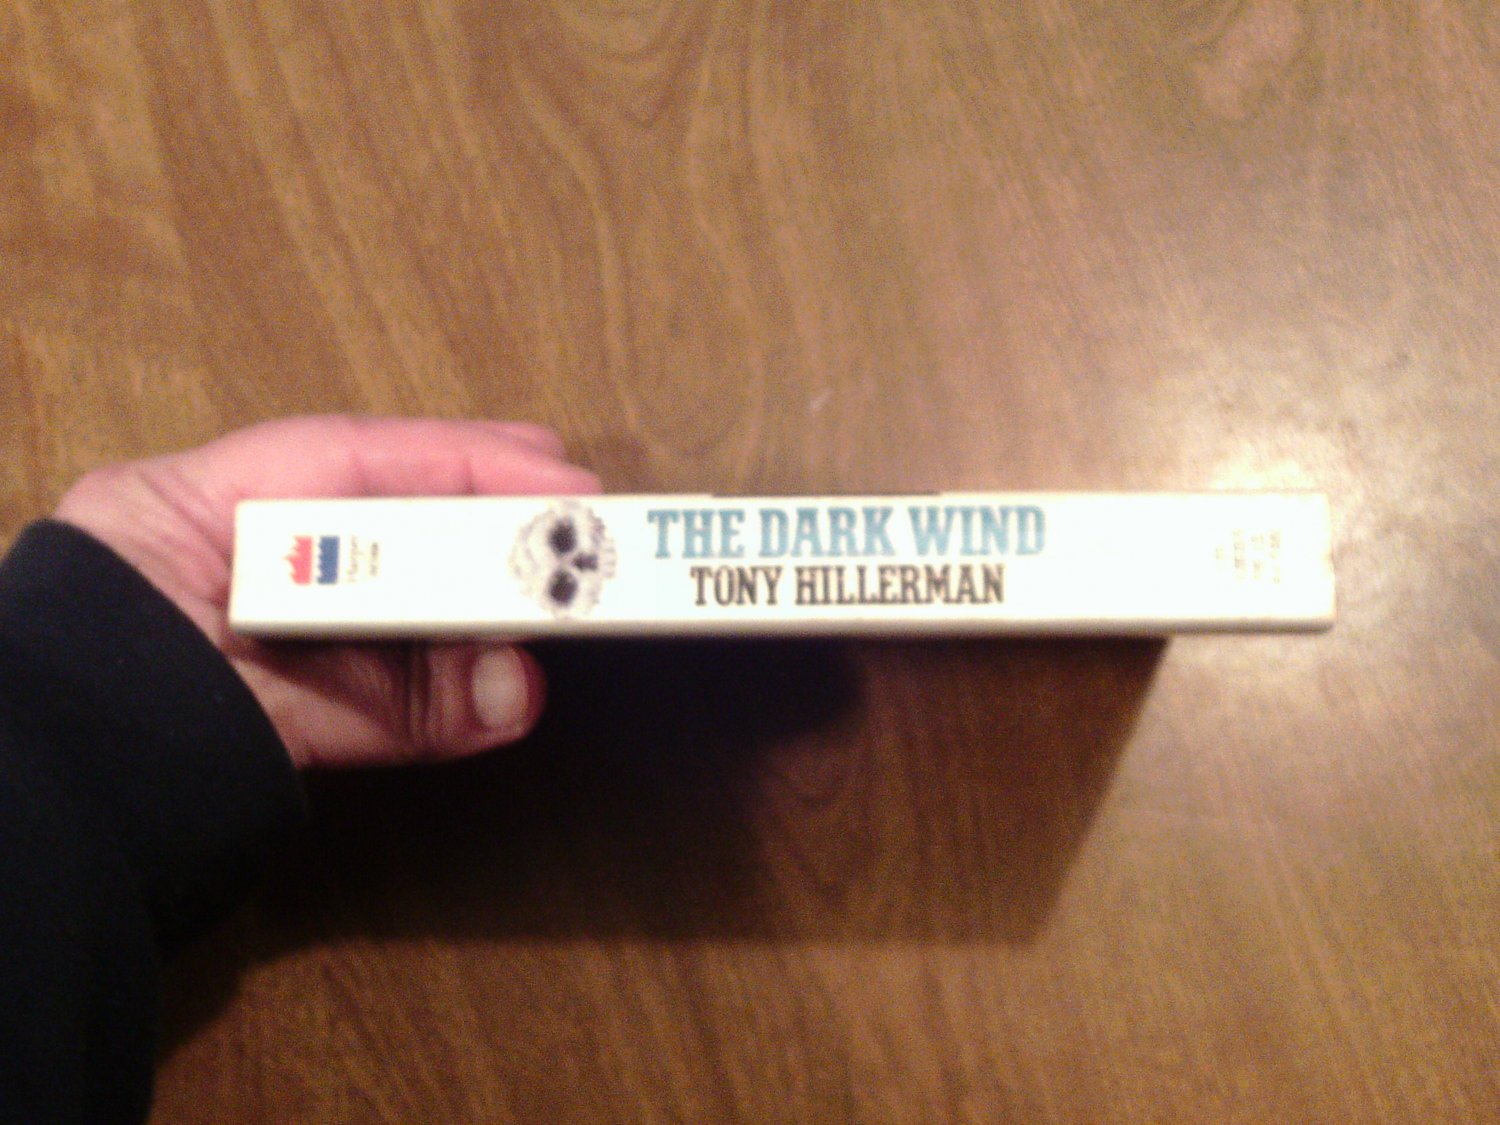 THE DARK WIND
TONY HILLERMAN